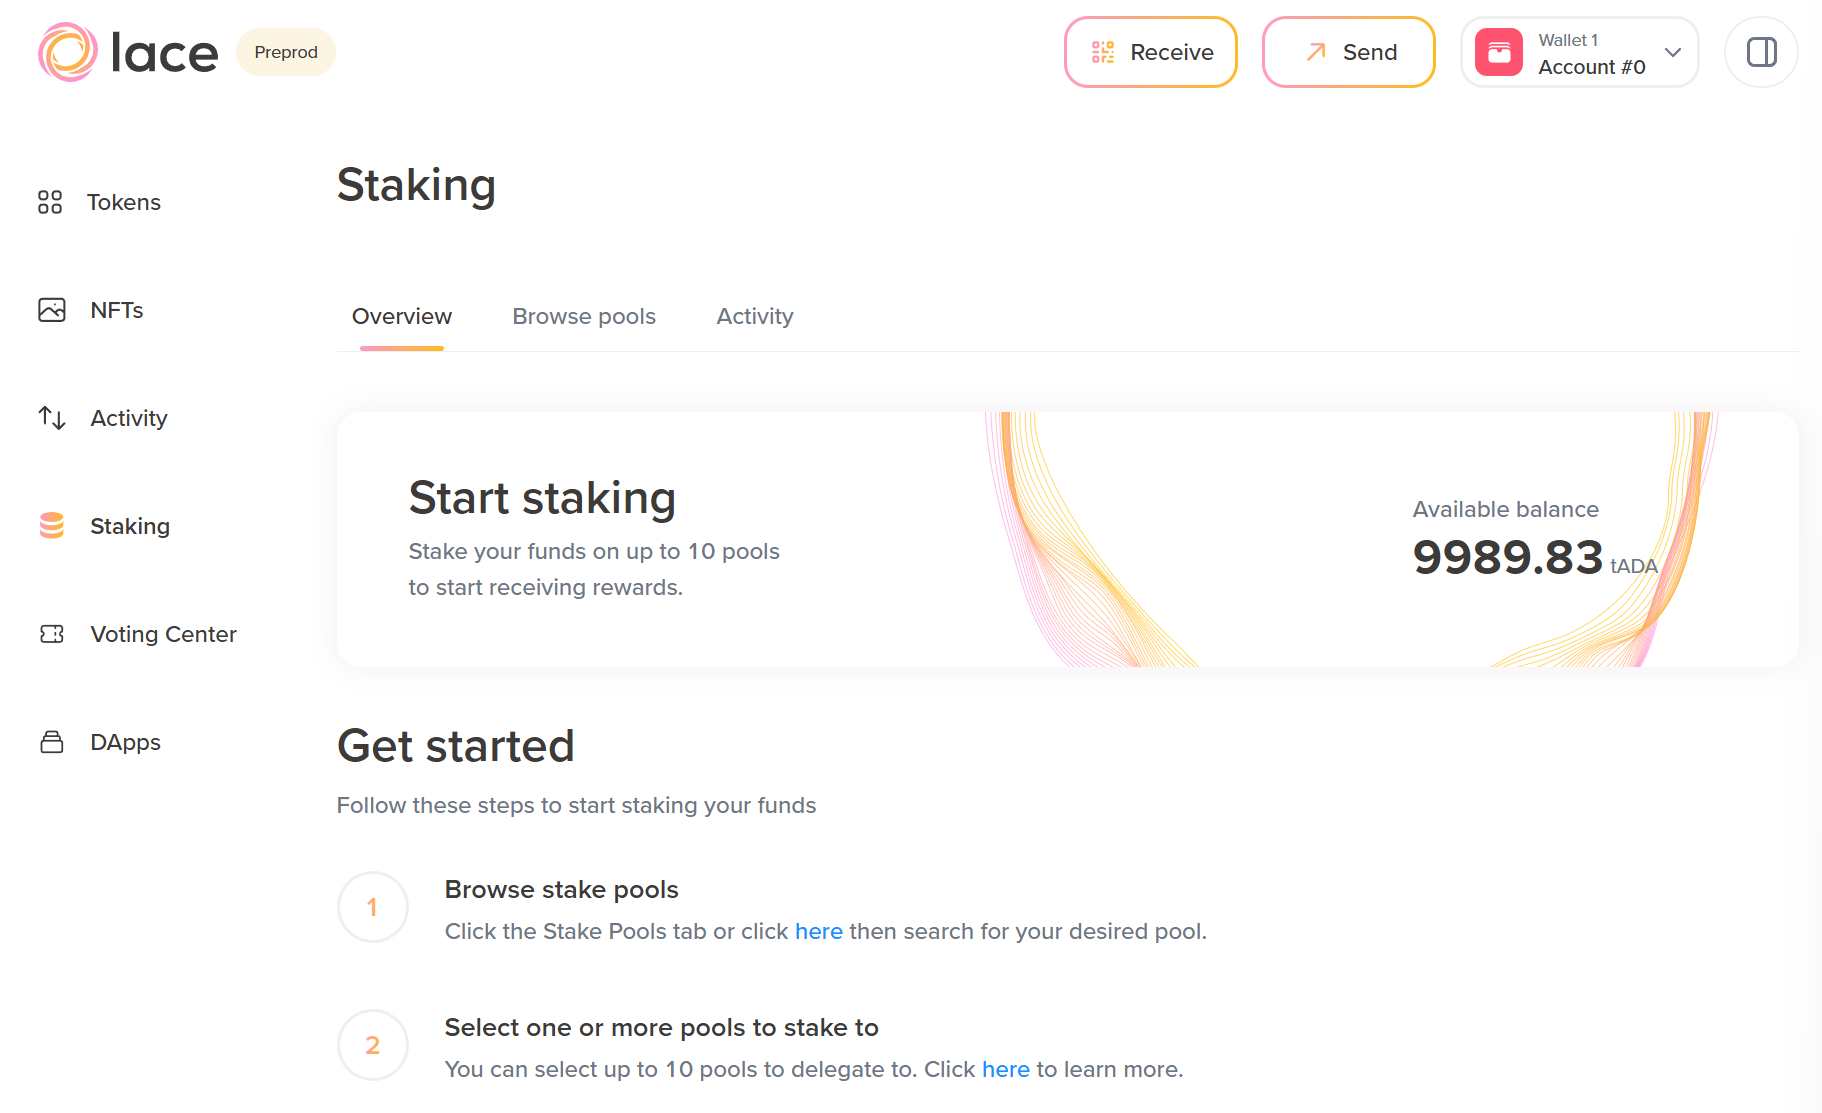 lace
Preprod
Receive
Send
Wallet 1
Account #0
Tokens
NFTs
Activity
Staking
Voting Center
DApps
Staking
Overview
Browse pools
Activity
Start staking
Stake your funds on up to 10 pools
to start receiving rewards.
Available balance
9989.83 tADA
Get started
Follow these steps to start staking your funds
1
Browse stake pools
Click the Stake Pools tab or click here then search for your desired pool.
2
Select one or more pools to stake to
You can select up to 10 pools to delegate to. Click here to learn more.